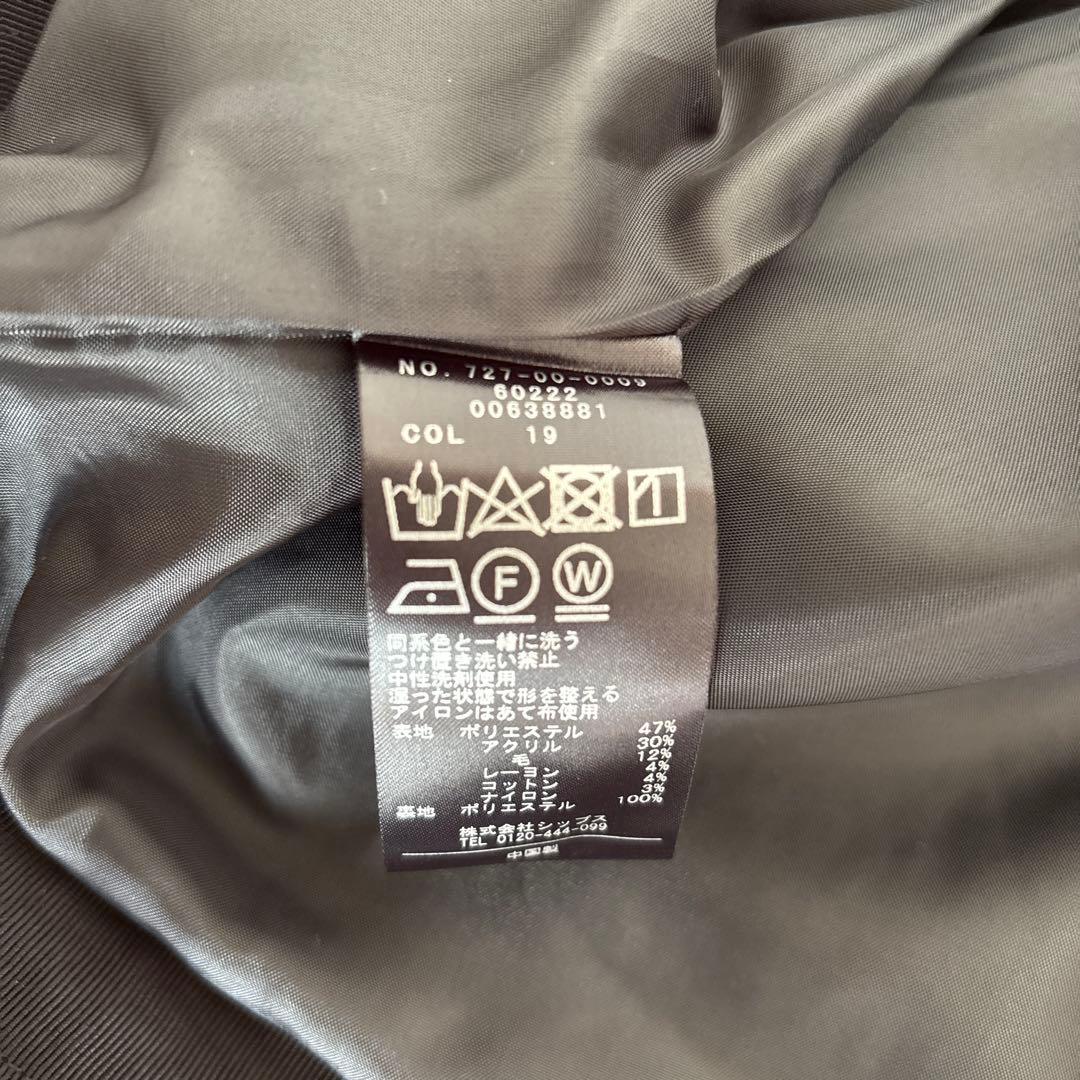 NO. 727-00-0009
60222
00638881
COL 19
F W
同系色と一緒に洗う
つけ置き洗い禁止
中性洗剤使用
湿った状態で形を整える
アイロンはあて布使用
表地 ポリエステル 47%
アクリル 30%
毛 12%
レーヨン 4%
コットン 4%
ナイロン 3%
裏地 ポリエステル 100%
株式会社シップス
TEL 0120-444-099
中国製